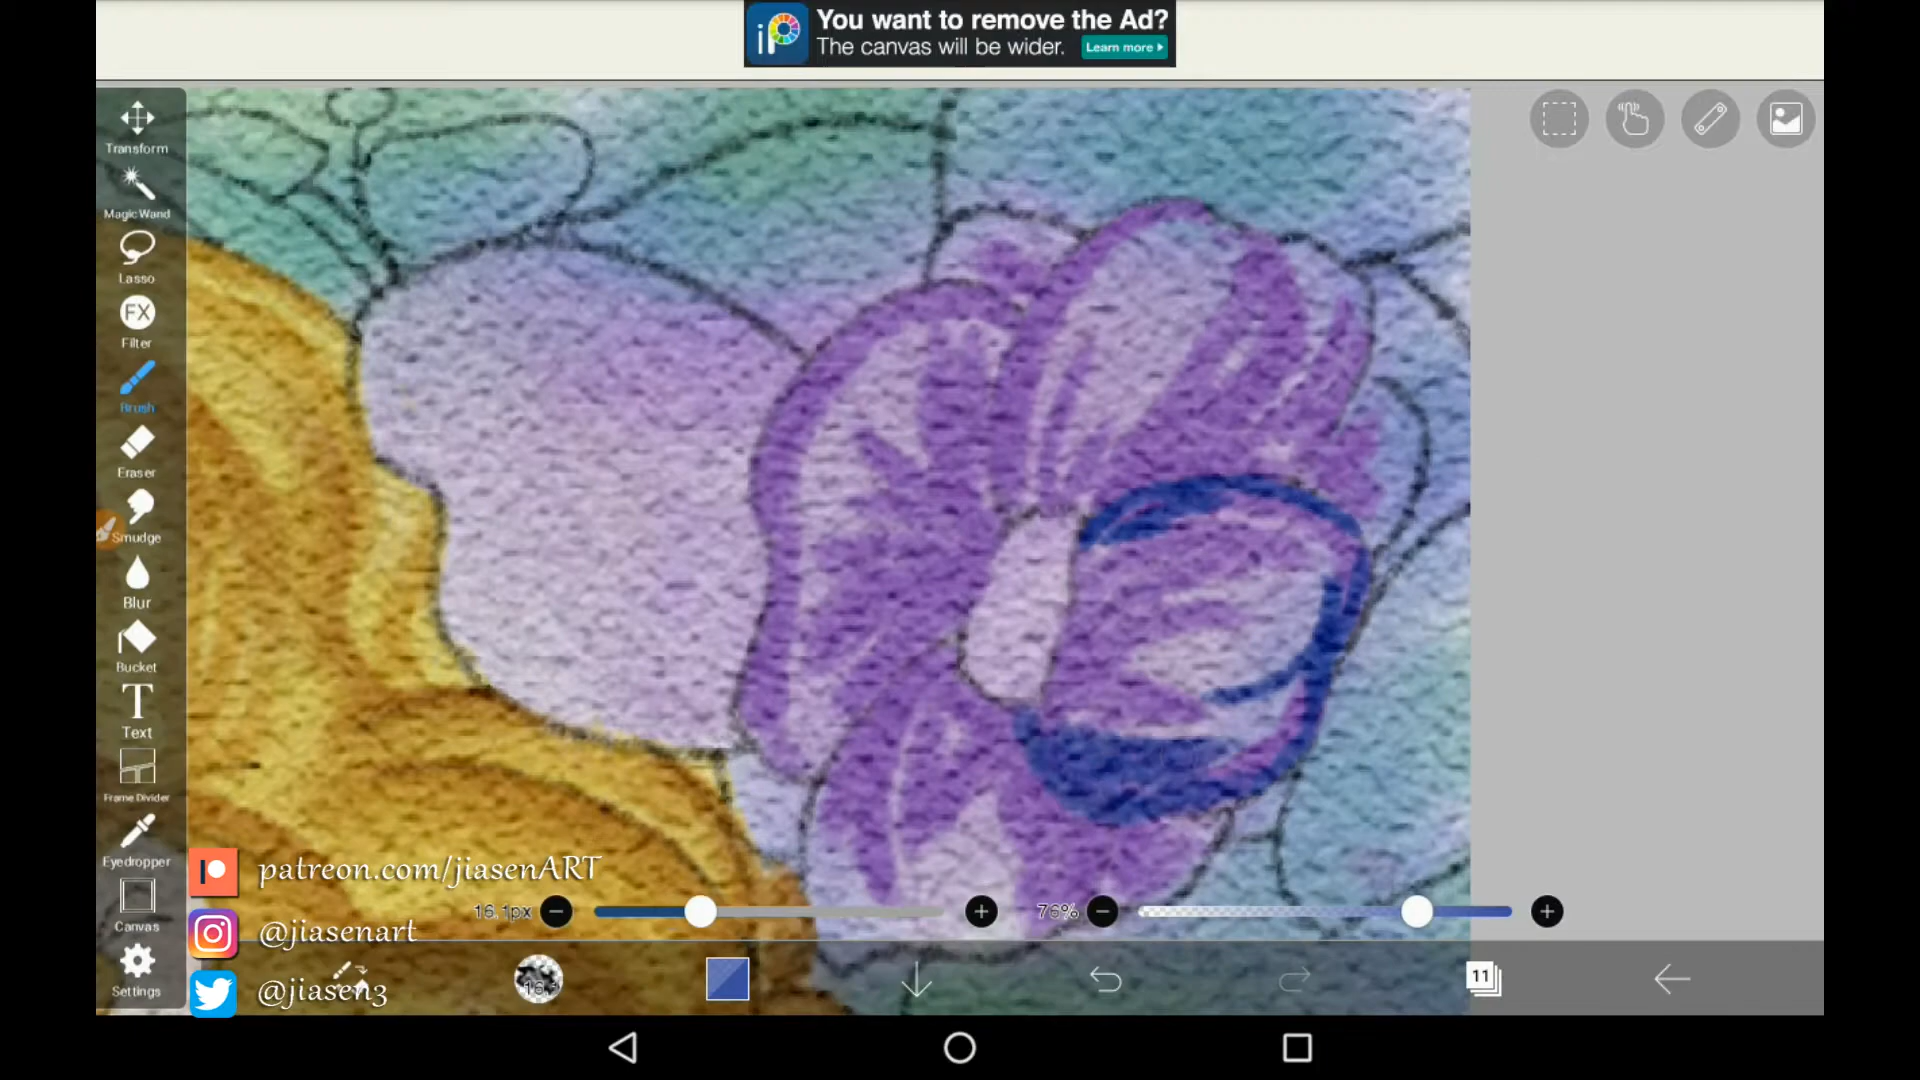 iP
You want to remove the Ad?
The canvas will be wider.
Learn more
Transform
Magic Wand
Lasso
FX
Filter
Brush
Eraser
Smudge
Blur
Bucket
T
Text
Frame Divider
Eyedropper
Canvas
Settings
patreon.com/jiasenART
@jiasenart
@jiasen3
16.1px
76%
11